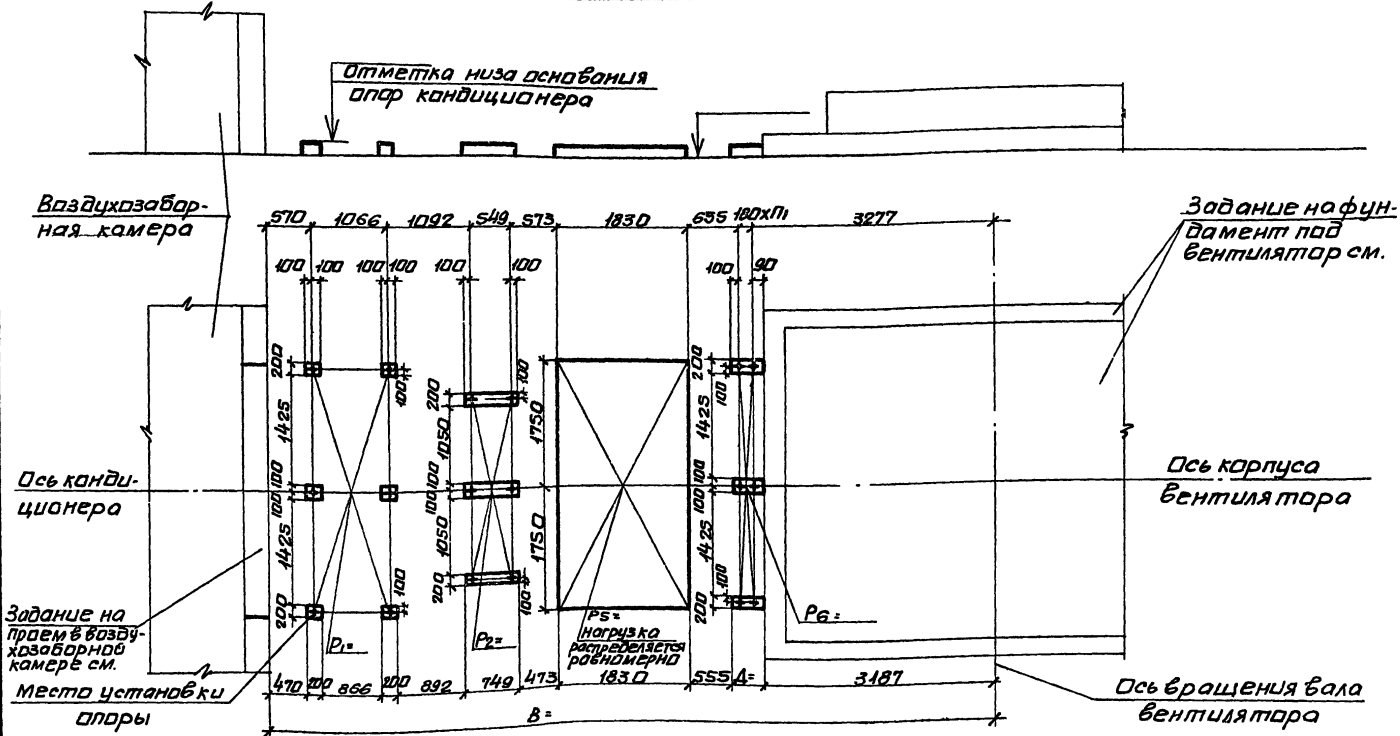 Отметка низа основания
опор кондиционера
Воздухозабор-
ная камера
570 1066 1092 549 573 1830 635 180хП1 3277
Задание на фун-
дамент под
вентилятор см.
100 100 100 100 100 100 100 90
200 1425 100 100 1425 200
100 100
200 1050 100 100 1050 200
100 100
1750 1750
200 1425 100 100 1425 200
100 100
Ось конди-
ционера
Ось корпуса
вентилятора
Задание на
проем в возду-
хозаборной
камере см.
Место установки
опоры
P1=
P2=
P5=
Нагрузка
распределяется
равномерно
P6=
470 200 866 200 892 749 473 1830 555 Д= 3187
В=
Ось вращения вала
вентилятора